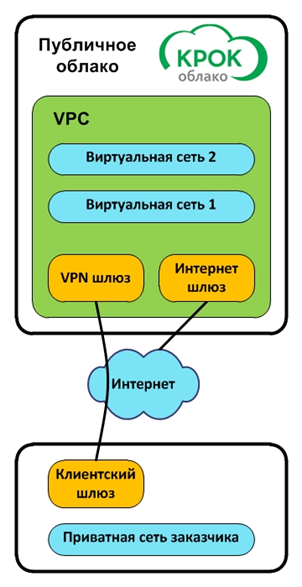 Публичное
облако
КРОК
облако
VPC
Виртуальная сеть 2
Виртуальная сеть 1
VPN шлюз
Интернет
шлюз
Интернет
Клиентский
шлюз
Приватная сеть заказчика